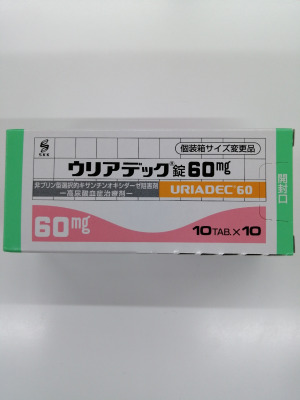 個装箱サイズ変更品
SKK
ウリアデック®錠60mg
非プリン型選択的キサンチンオキシダーゼ阻害剤
−高尿酸血症治療剤−
URIADEC®60
60mg
10TAB.×10
開封口